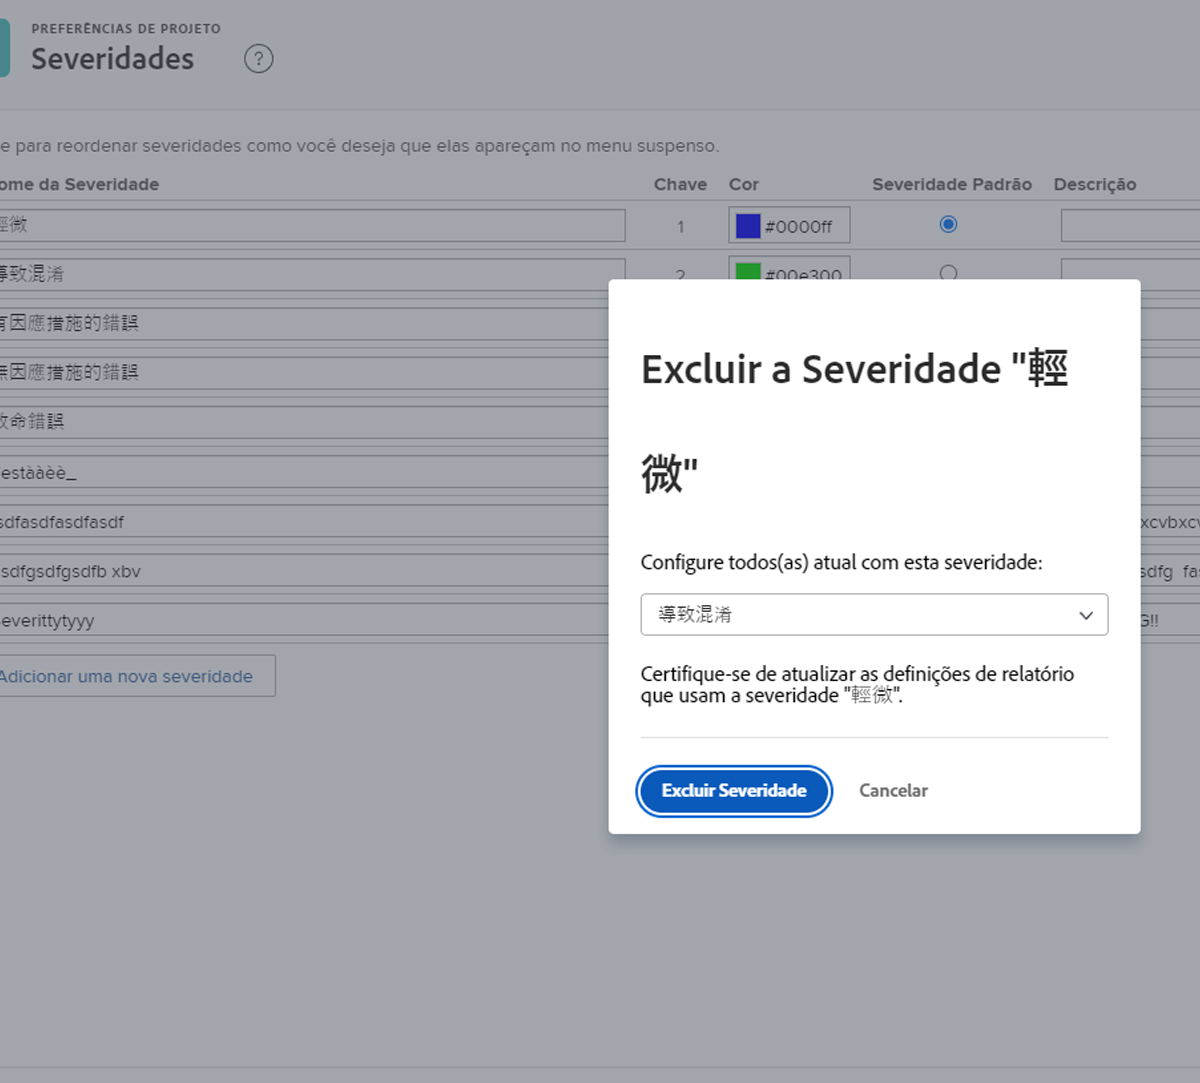 PREFERÊNCIAS DE PROJETO
Severidades
?
e para reordenar severidades como você deseja que elas apareçam no menu suspenso.
ome da Severidade Chave Cor Severidade Padrão Descrição
輕微 1 #0000ff
導致混淆 2 #00e300
有因應措施的錯誤
無因應措施的錯誤
致命錯誤
estààèè_
sdfasdfasdfasdf xcvbxcv
sdfgsdfgsdfb xbv sdfg fas
everittytyyy G!!
Adicionar uma nova severidade
Excluir a Severidade "輕
微"
Configure todos(as) atual com esta severidade:
導致混淆
Certifique-se de atualizar as definições de relatório
que usam a severidade "輕微".
Excluir Severidade Cancelar